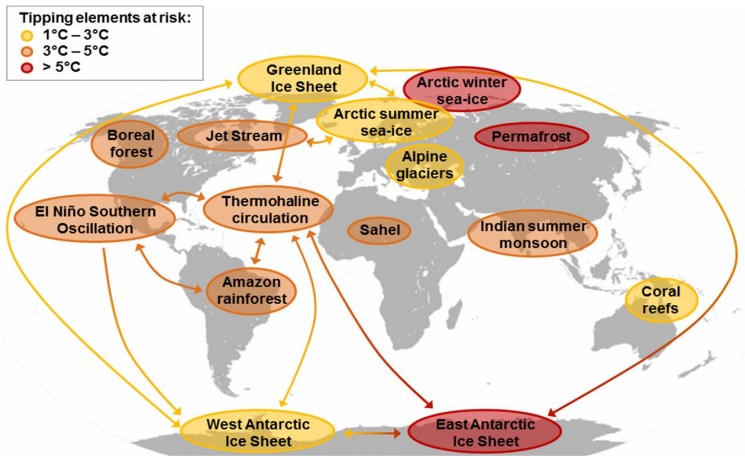 Tipping elements at risk:
1°C – 3°C
3°C – 5°C
> 5°C
Greenland
Ice Sheet
Arctic winter
sea-ice
Arctic summer
sea-ice
Boreal
forest
Jet Stream
Permafrost
Alpine
glaciers
El Niño Southern
Oscillation
Thermohaline
circulation
Sahel
Indian summer
monsoon
Amazon
rainforest
Coral
reefs
West Antarctic
Ice Sheet
East Antarctic
Ice Sheet